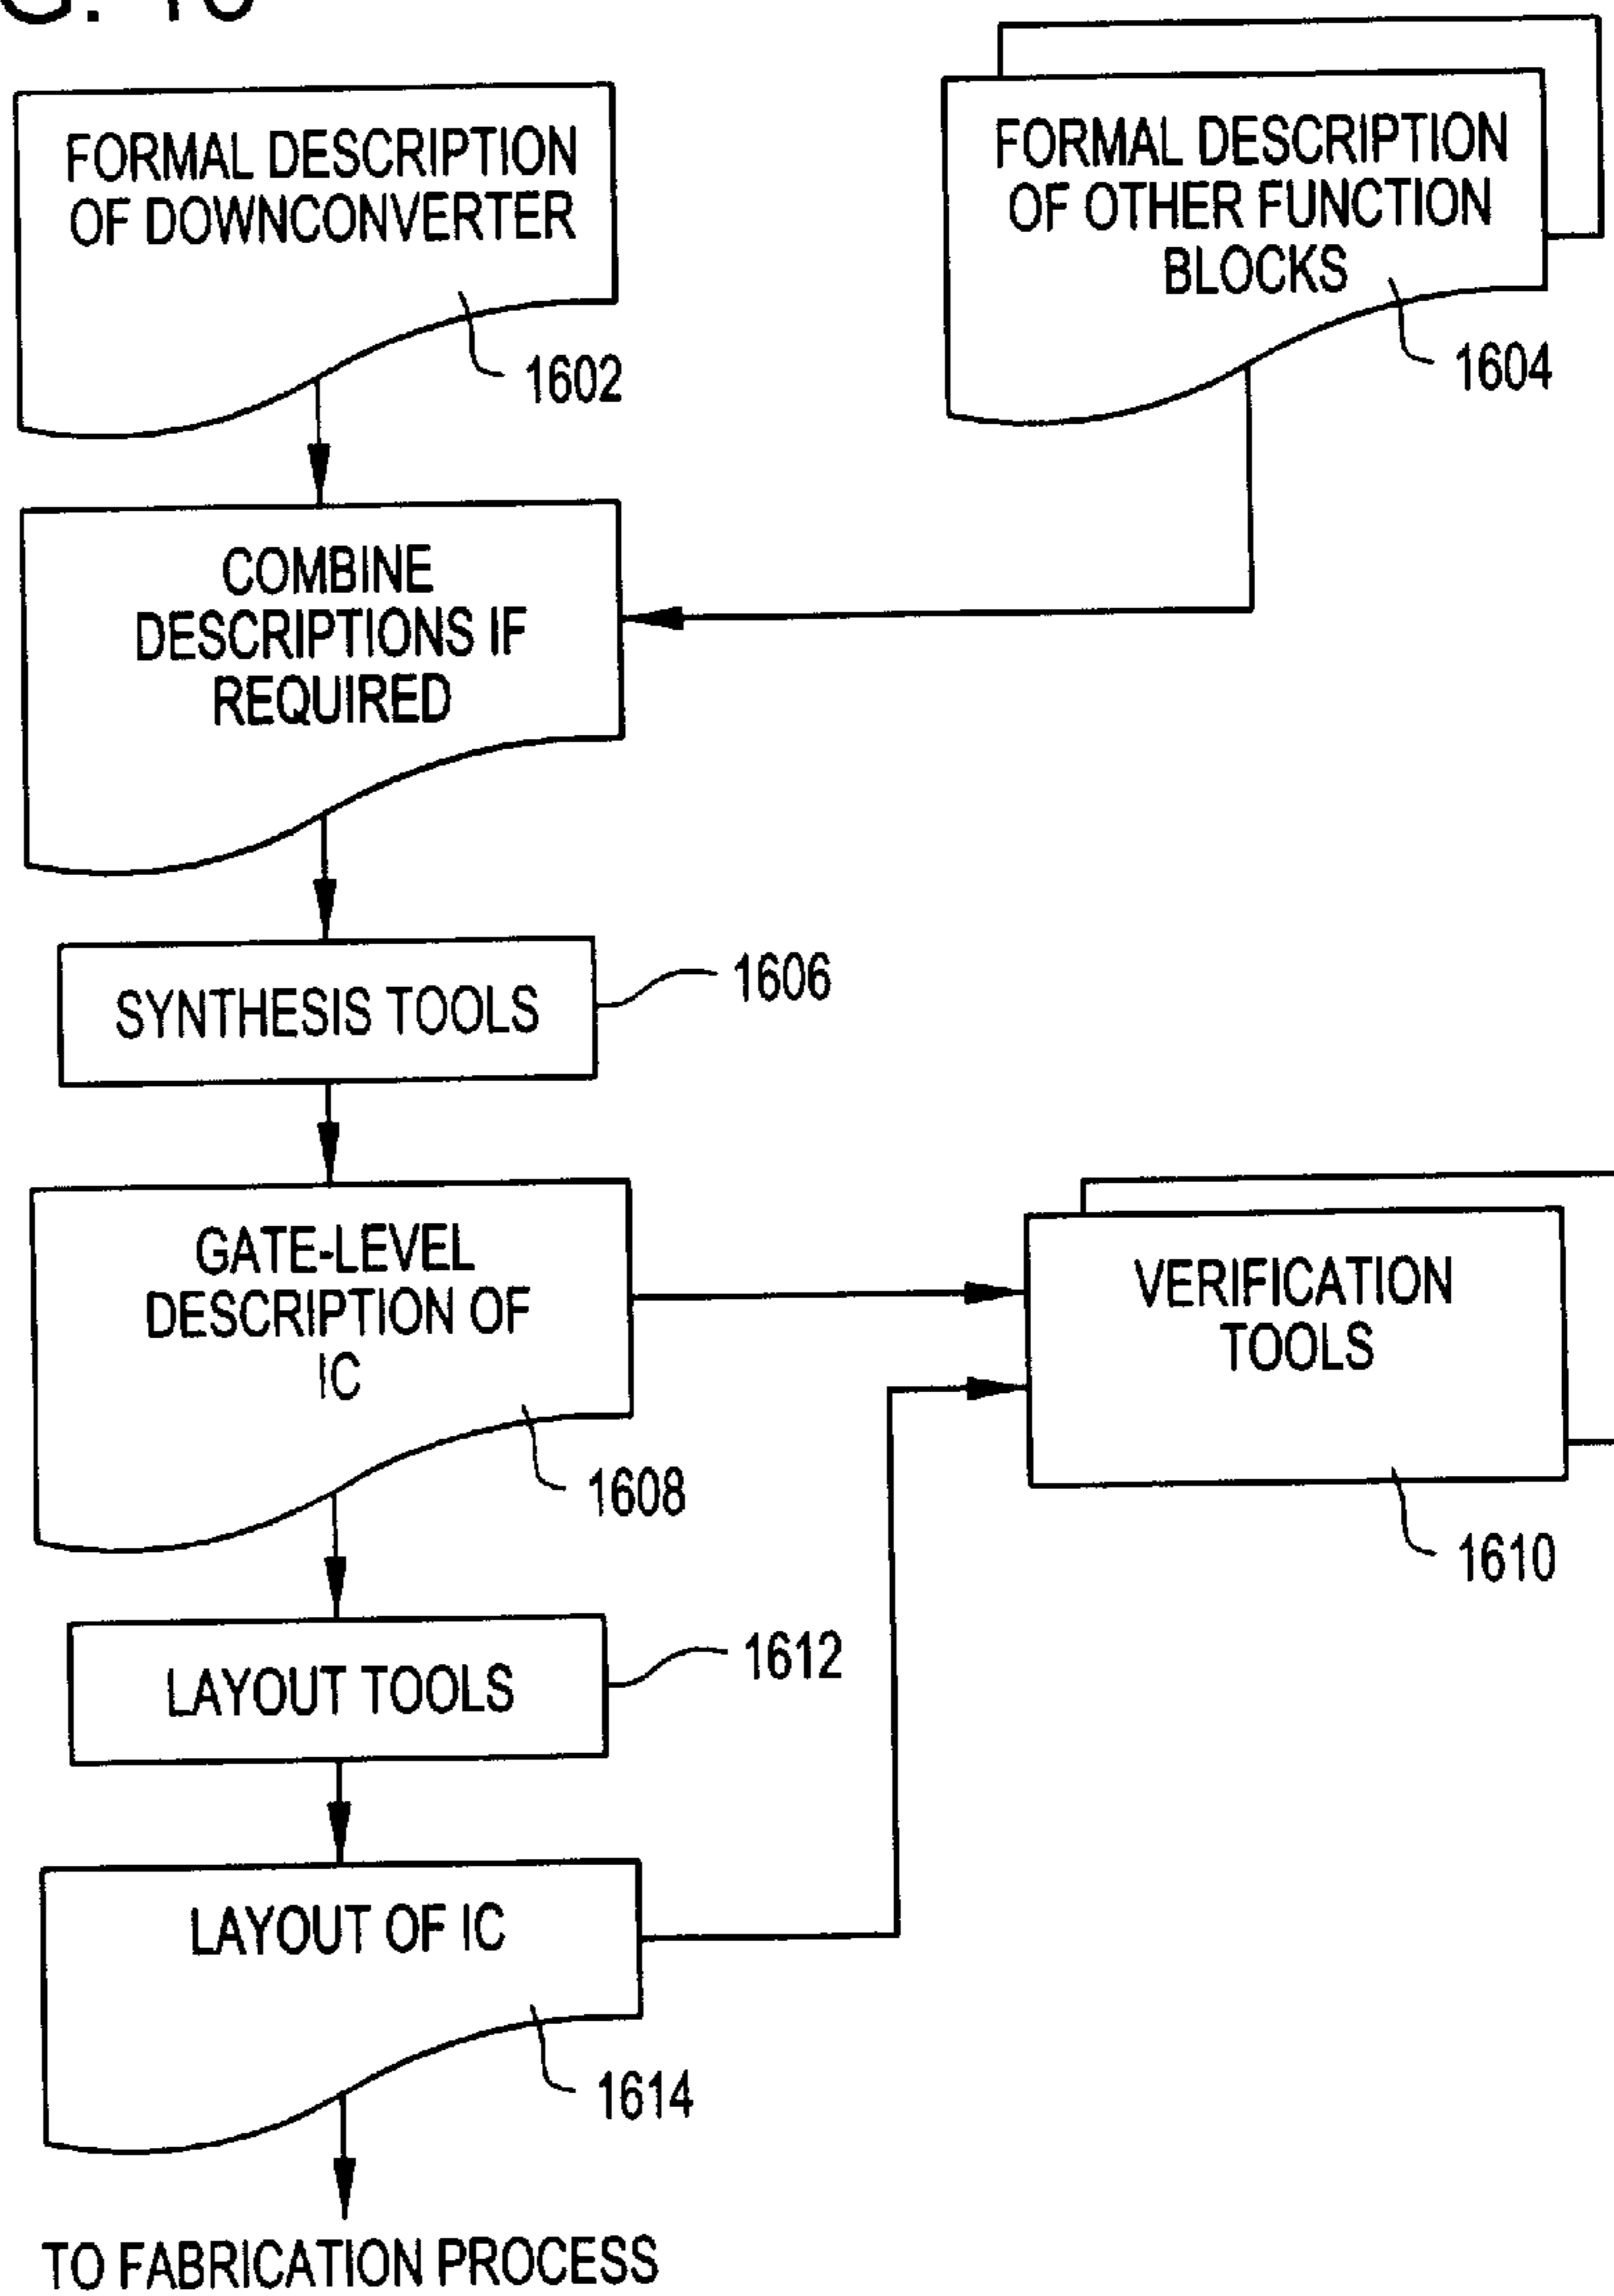 G. 16
FORMAL DESCRIPTION
OF DOWNCONVERTER
1602
FORMAL DESCRIPTION
OF OTHER FUNCTION
BLOCKS
1604
COMBINE
DESCRIPTIONS IF
REQUIRED
SYNTHESIS TOOLS
1606
GATE-LEVEL
DESCRIPTION OF
IC
1608
VERIFICATION
TOOLS
1610
LAYOUT TOOLS
1612
LAYOUT OF IC
1614
TO FABRICATION PROCESS